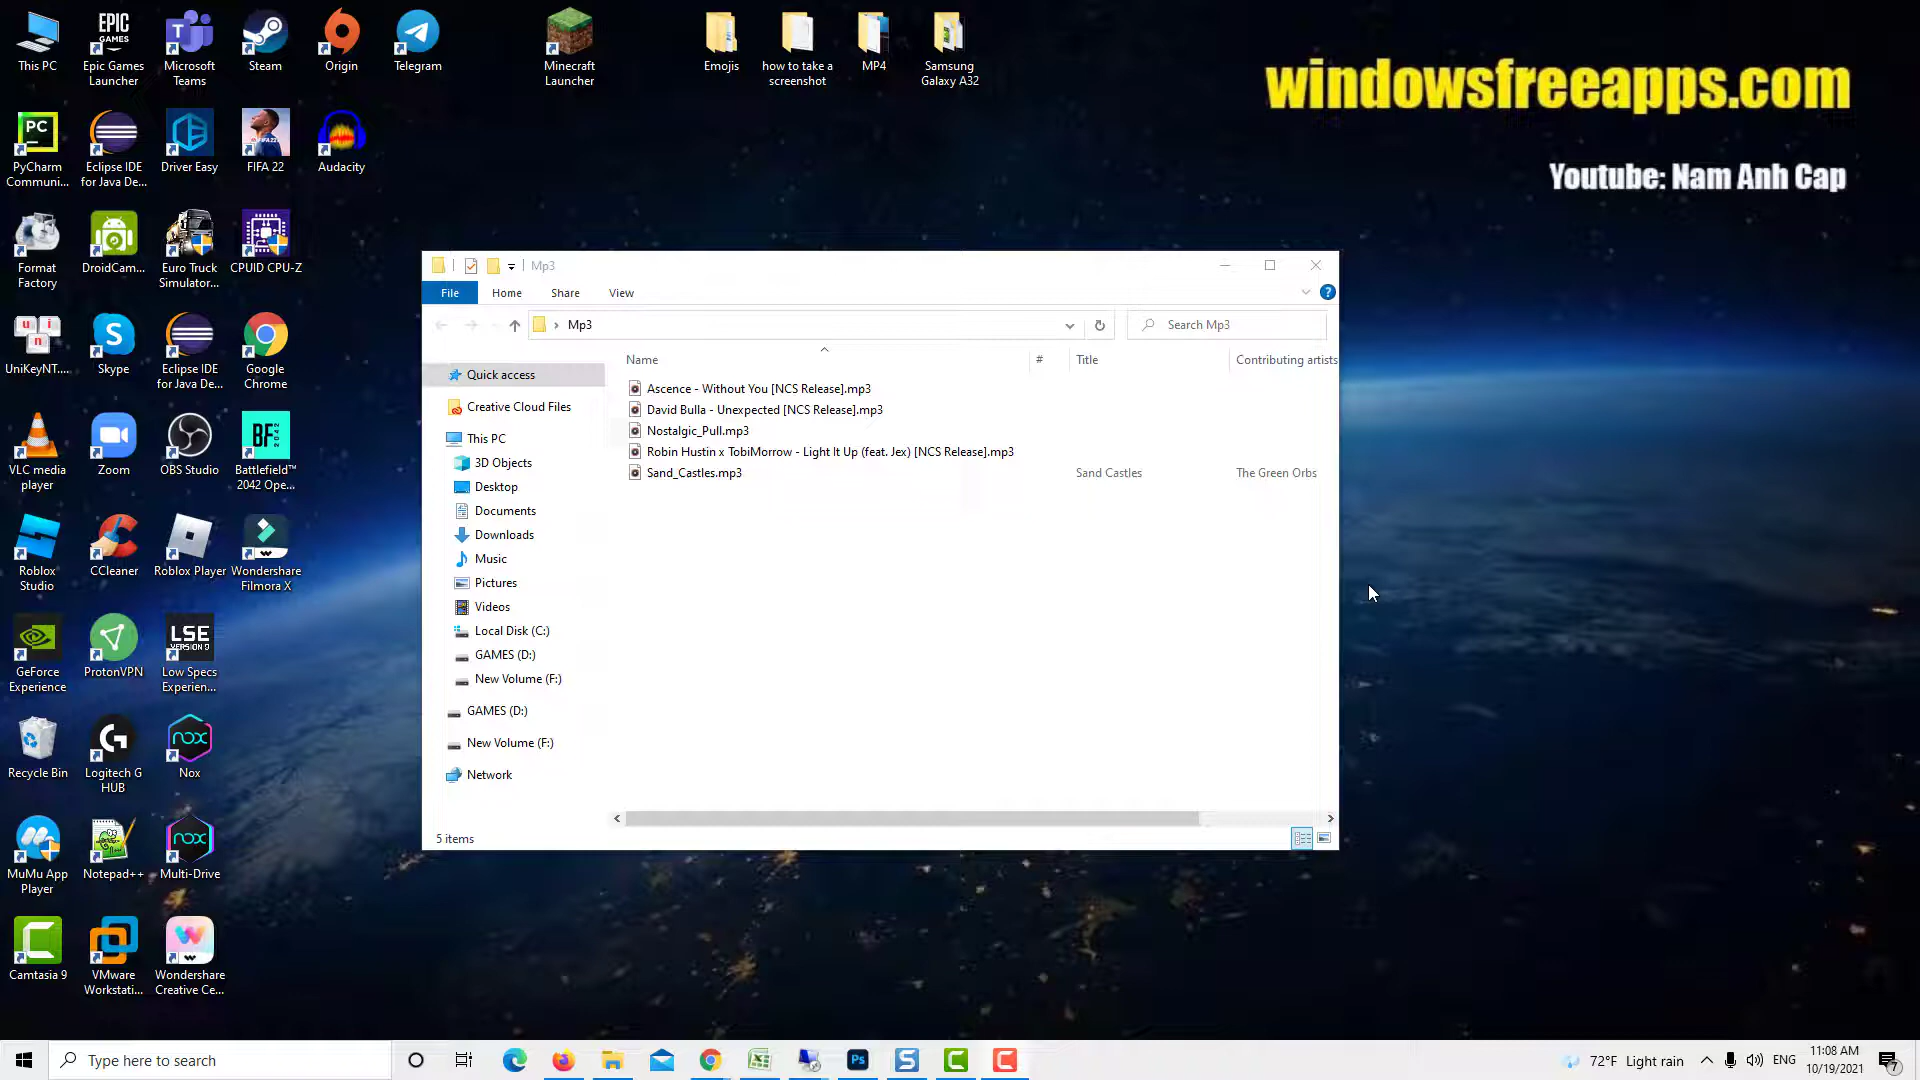 This PC
Epic Games
Launcher
Microsoft
Teams
Steam
Origin
Telegram
Minecraft
Launcher
Emojis
how to take a
screenshot
MP4
Samsung
Galaxy A32
windowsfreeapps.com
Youtube: Nam Anh Cap
PyCharm
Communi...
Eclipse IDE
for Java De...
Driver Easy
FIFA 22
Audacity
Format
Factory
DroidCam...
Euro Truck
Simulator...
CPUID CPU-Z
UniKeyNT....
Skype
Eclipse IDE
for Java De...
Google
Chrome
VLC media
player
Zoom
OBS Studio
Battlefield™
2042 Ope...
Roblox
Studio
CCleaner
Roblox Player
Wondershare
Filmora X
GeForce
Experience
ProtonVPN
Low Specs
Experien...
Recycle Bin
Logitech G
HUB
Nox
MuMu App
Player
Notepad++
Multi-Drive
Camtasia 9
VMware
Workstati...
Wondershare
Creative Ce...
Mp3
File
Home
Share
View
Mp3
Search Mp3
Name
#
Title
Contributing artists
Quick access
Creative Cloud Files
This PC
3D Objects
Desktop
Documents
Downloads
Music
Pictures
Videos
Local Disk (C:)
GAMES (D:)
New Volume (F:)
GAMES (D:)
New Volume (F:)
Network
Ascence - Without You [NCS Release].mp3
David Bulla - Unexpected [NCS Release].mp3
Nostalgic_Pull.mp3
Robin Hustin x TobiMorrow - Light It Up (feat. Jex) [NCS Release].mp3
Sand_Castles.mp3
Sand Castles
The Green Orbs
5 items
Type here to search
72°F Light rain
ENG
11:08 AM
10/19/2021
7